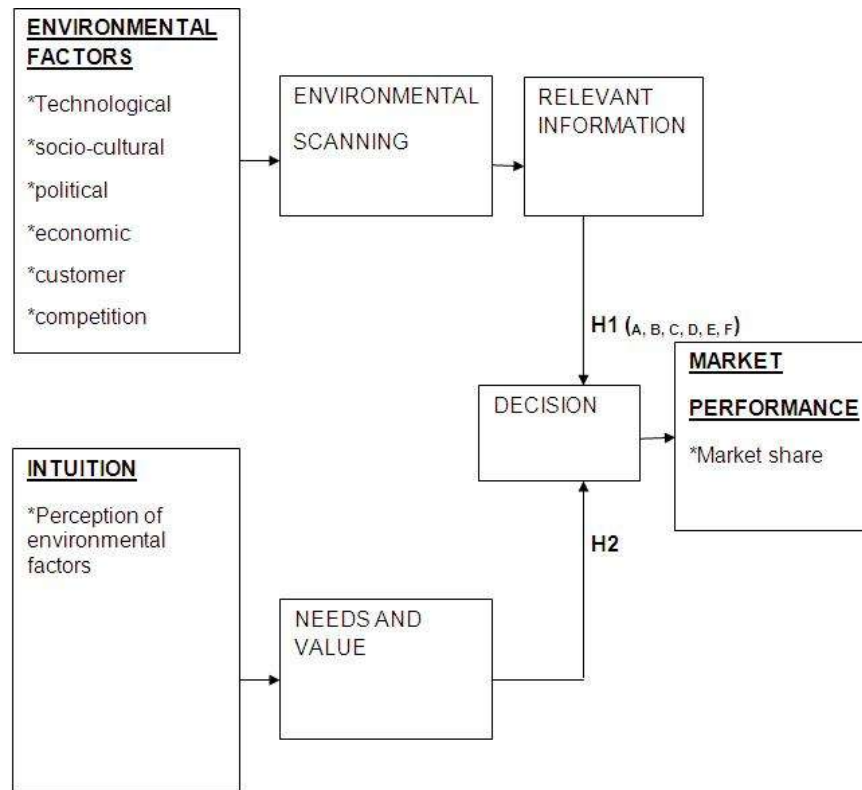 ENVIRONMENTAL
FACTORS
*Technological
*socio-cultural
*political
*economic
*customer
*competition
ENVIRONMENTAL
SCANNING
RELEVANT
INFORMATION
H1 (A, B, C, D, E, F)
DECISION
MARKET
PERFORMANCE
*Market share
INTUITION
*Perception of
environmental
factors
H2
NEEDS AND
VALUE